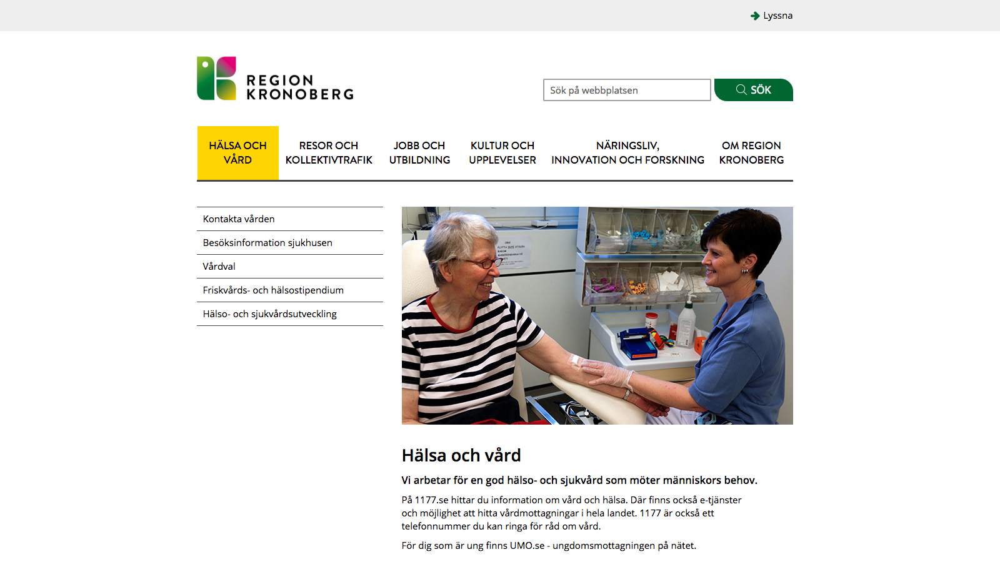 Lyssna
REGION
KRONOBERG
Sök på webbplatsen
SÖK
HÄLSA OCH
VÅRD
RESOR OCH
KOLLEKTIVTRAFIK
JOBB OCH
UTBILDNING
KULTUR OCH
UPPLEVELSER
NÄRINGSLIV,
INNOVATION OCH FORSKNING
OM REGION
KRONOBERG
Kontakta vården
Besöksinformation sjukhusen
Vårdval
Friskvårds- och hälsostipendium
Hälso- och sjukvårdsutveckling
OBS!
FLYTTA INTE STOLEN
Hälsa och vård
Vi arbetar för en god hälso- och sjukvård som möter människors behov.
På 1177.se hittar du information om vård och hälsa. Där finns också e-tjänster
och möjlighet att hitta vårdmottagningar i hela landet. 1177 är också ett
telefonnummer du kan ringa för råd om vård.
För dig som är ung finns UMO.se - ungdomsmottagningen på nätet.